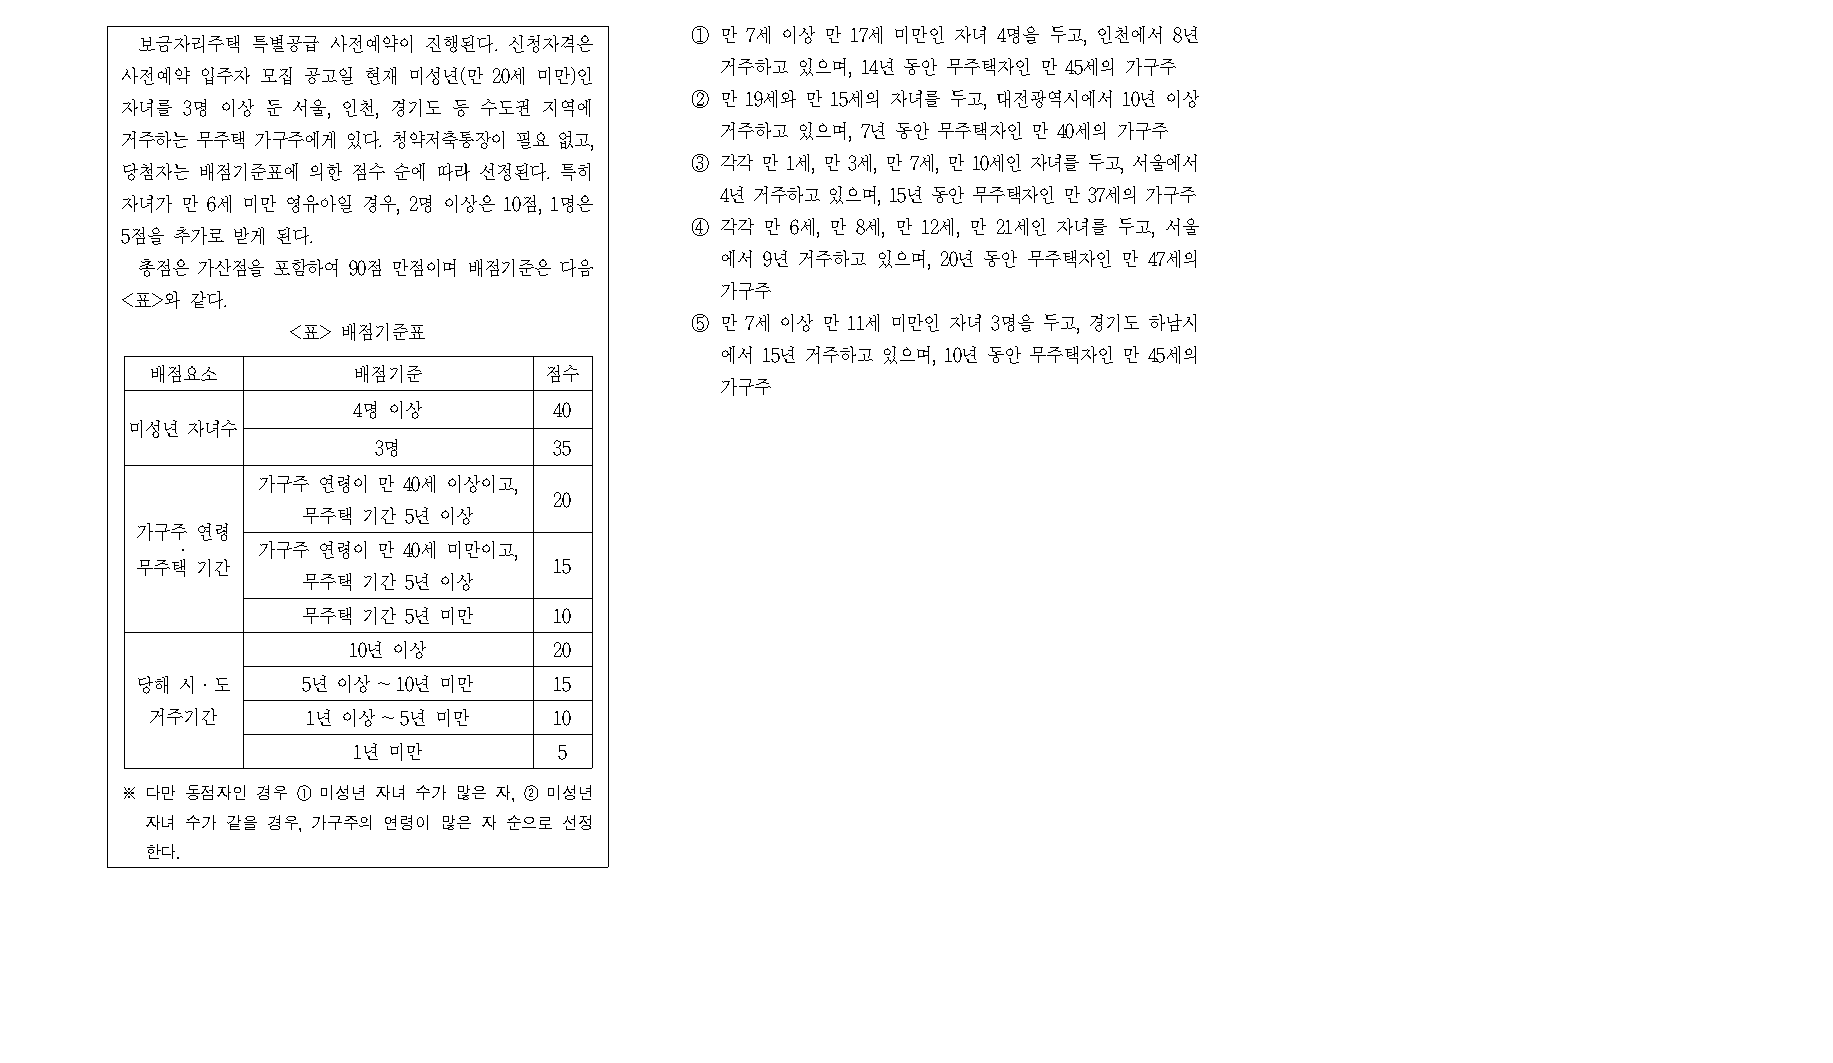 보금자리주택 특별공급 사전예약이 진행된다. 신청자격은
사전예약 입주자 모집 공고일 현재 미성년(만 20세 미만)인
자녀를 3명 이상 둔 서울, 인천, 경기도 등 수도권 지역에
거주하는 무주택 가구주에게 있다. 청약저축통장이 필요 없고,
당첨자는 배점기준표에 의한 점수 순에 따라 선정된다. 특히
자녀가 만 6세 미만 영유아일 경우, 2명 이상은 10점, 1명은
5점을 추가로 받게 된다.
총점은 가산점을 포함하여 90점 만점이며 배점기준은 다음
<표>와 같다.
<표> 배점기준표
배점요소 배점기준 점수
미성년 자녀수
4명 이상 40
3명 35
가구주 연령
·
무주택 기간
가구주 연령이 만 40세 이상이고,
무주택 기간 5년 이상
20
가구주 연령이 만 40세 미만이고,
무주택 기간 5년 이상
15
무주택 기간 5년 미만 10
당해 시·도
거주기간
10년 이상 20
5년 이상 ~ 10년 미만 15
1년 이상 ~ 5년 미만 10
1년 미만 5
※ 다만 동점자인 경우 ① 미성년 자녀 수가 많은 자, ② 미성년
자녀 수가 같을 경우, 가구주의 연령이 많은 자 순으로 선정
한다.
① 만 7세 이상 만 17세 미만인 자녀 4명을 두고, 인천에서 8년
거주하고 있으며, 14년 동안 무주택자인 만 45세의 가구주
② 만 19세와 만 15세의 자녀를 두고, 대전광역시에서 10년 이상
거주하고 있으며, 7년 동안 무주택자인 만 40세의 가구주
③ 각각 만 1세, 만 3세, 만 7세, 만 10세인 자녀를 두고, 서울에서
4년 거주하고 있으며, 15년 동안 무주택자인 만 37세의 가구주
④ 각각 만 6세, 만 8세, 만 12세, 만 21세인 자녀를 두고, 서울
에서 9년 거주하고 있으며, 20년 동안 무주택자인 만 47세의
가구주
⑤ 만 7세 이상 만 11세 미만인 자녀 3명을 두고, 경기도 하남시
에서 15년 거주하고 있으며, 10년 동안 무주택자인 만 45세의
가구주